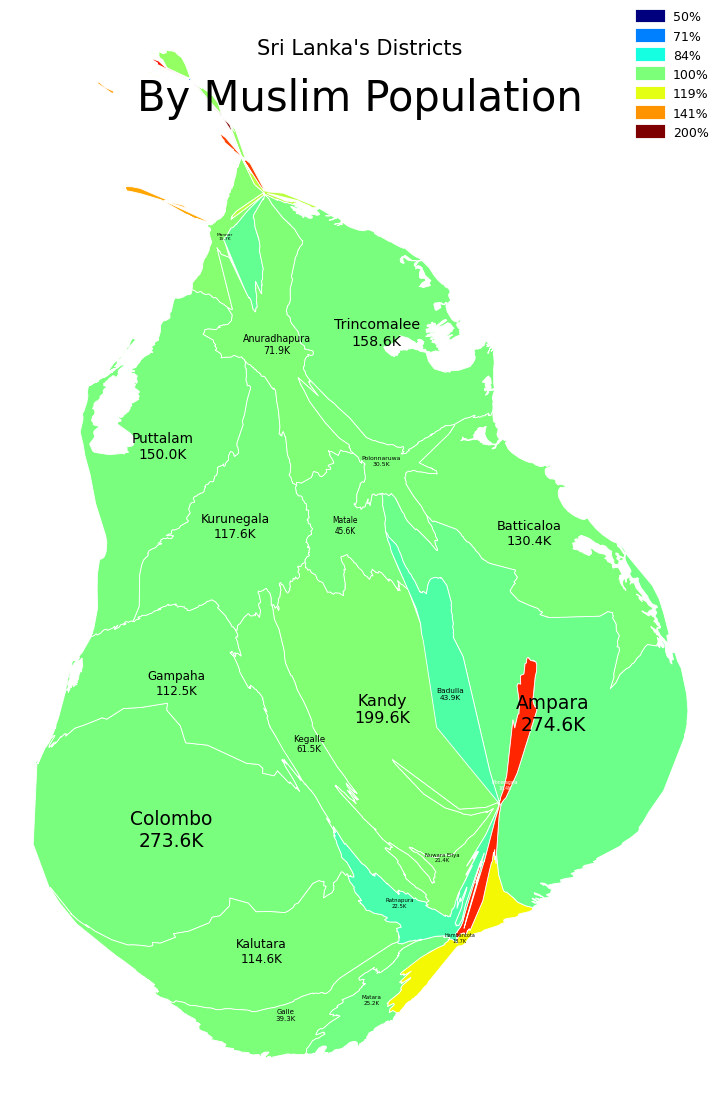 Sri Lanka's Districts
By Muslim Population
50%
71%
84%
100%
119%
141%
200%
Mannar
Trincomalee
158.6K
Anuradhapura
71.9K
Puttalam
150.0K
Polonnaruwa
30.5K
Kurunegala
117.6K
Matale
45.6K
Batticaloa
130.4K
Gampaha
112.5K
Badulla
43.9K
Kandy
199.6K
Ampara
274.6K
Kegalle
61.5K
Colombo
273.6K
Nuwara Eliya
21.4K
Ratnapura
22.5K
Hambantota
18.7K
Kalutara
114.6K
Matara
25.2K
Galle
39.3K